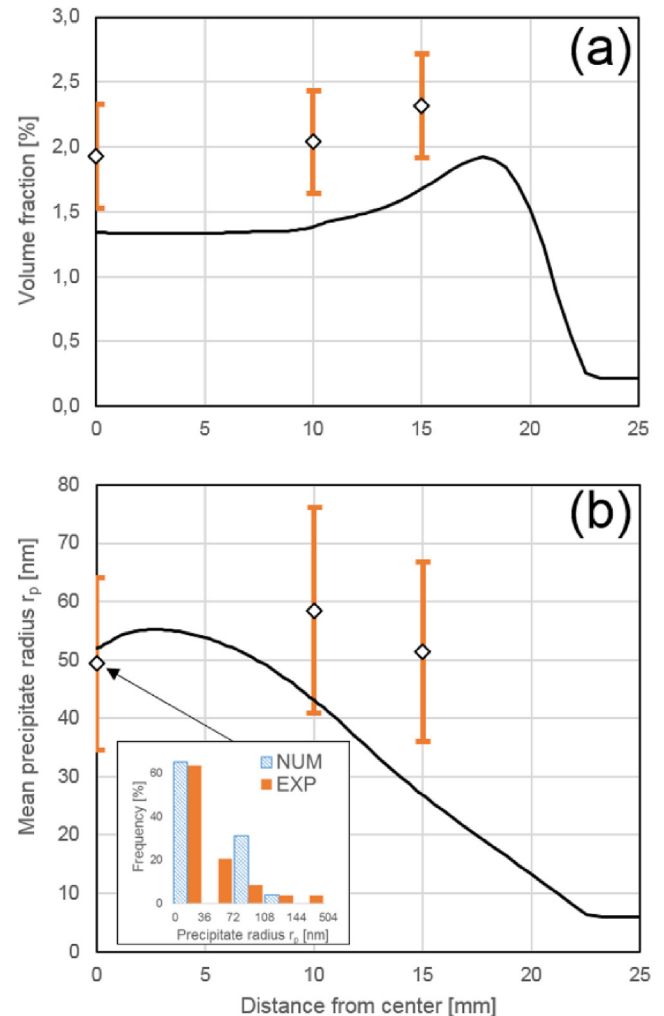 (a)
Volume fraction [%]
3,0
2,5
2,0
1,5
1,0
0,5
0,0
0 5 10 15 20 25
(b)
Mean precipitate radius rp [nm]
80
70
60
50
40
30
20
10
0
NUM
EXP
Frequency [%]
60
40
20
0
0 36 72 108 144 504
Precipitate radius rp [nm]
0 5 10 15 20 25
Distance from center [mm]